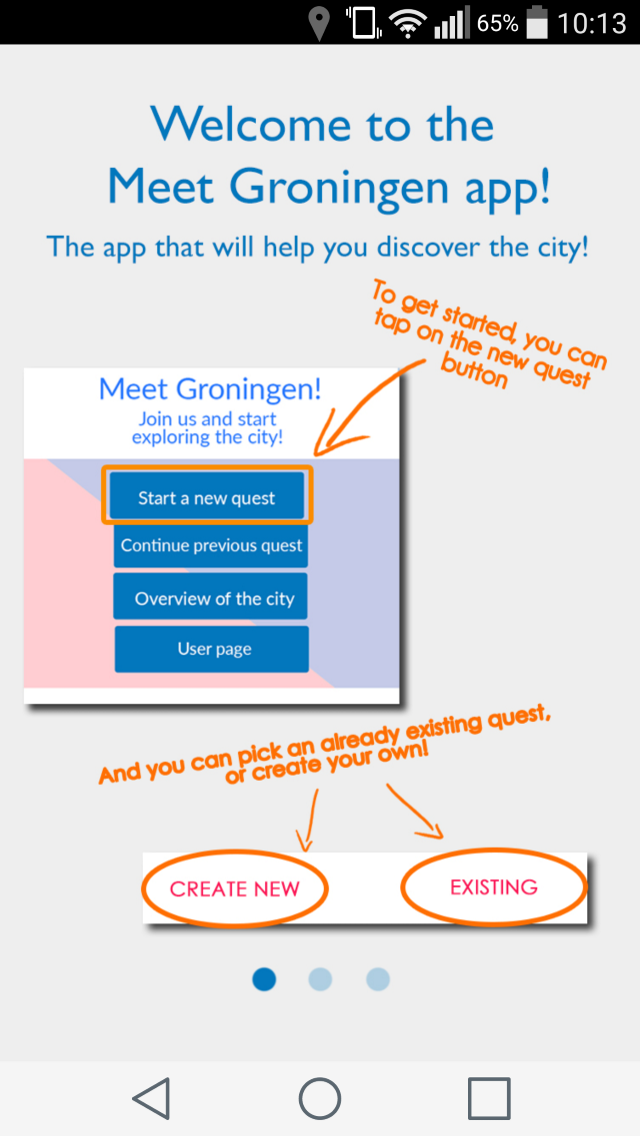 65% 10:13
Welcome to the
Meet Groningen app!
The app that will help you discover the city!
To get started, you can
tap on the new quest
button
Meet Groningen!
Join us and start
exploring the city!
Start a new quest
Continue previous quest
Overview of the city
User page
And you can pick an already existing quest,
or create your own!
CREATE NEW
EXISTING